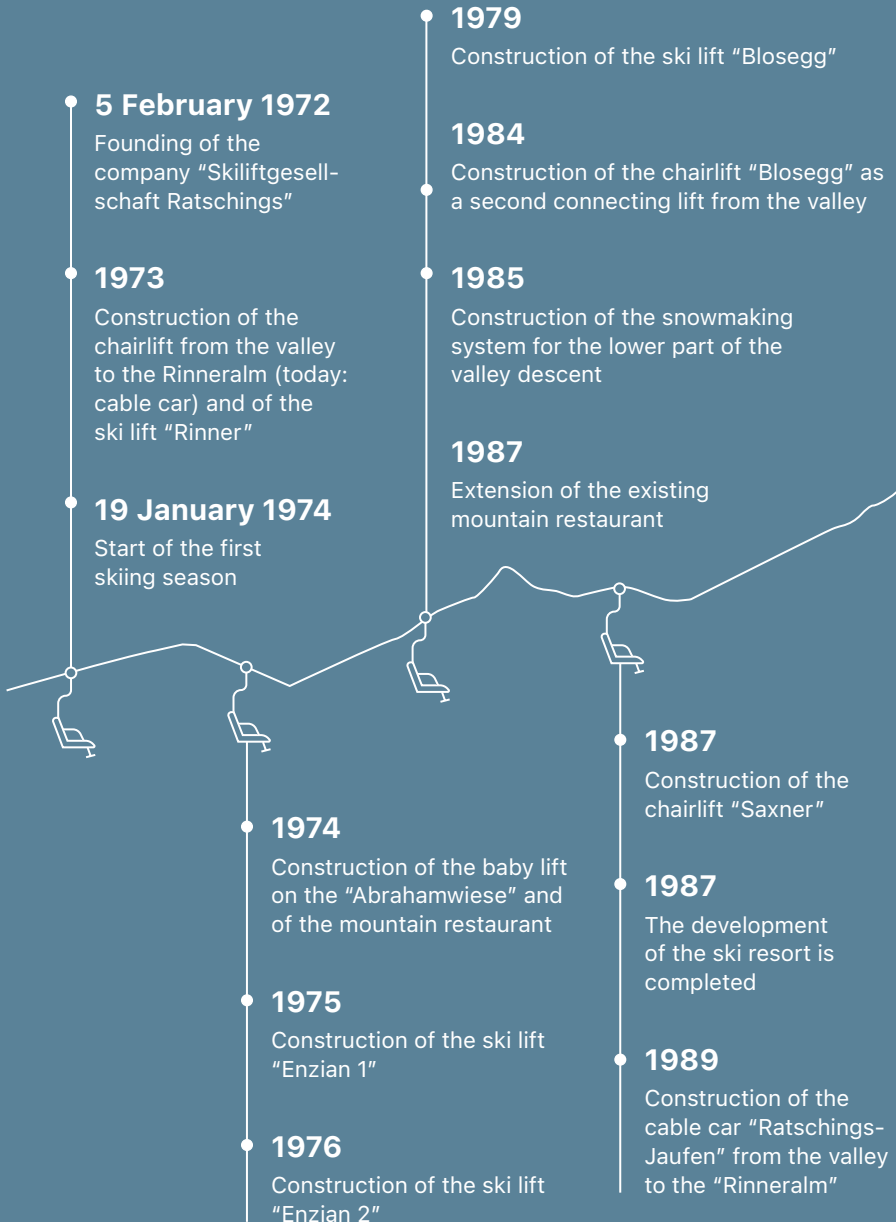 5 February 1972
Founding of the
company “Skiliftgesell-
schaft Ratschings”
1973
Construction of the
chairlift from the valley
to the Rinneralm (today:
cable car) and of the
ski lift “Rinner”
19 January 1974
Start of the first
skiing season
1974
Construction of the baby lift
on the “Abrahamwiese” and
of the mountain restaurant
1975
Construction of the ski lift
“Enzian 1”
1976
Construction of the ski lift
“Enzian 2”
1979
Construction of the ski lift “Blosegg”
1984
Construction of the chairlift “Blosegg” as
a second connecting lift from the valley
1985
Construction of the snowmaking
system for the lower part of the
valley descent
1987
Extension of the existing
mountain restaurant
1987
Construction of the
chairlift “Saxner”
1987
The development
of the ski resort is
completed
1989
Construction of the
cable car “Ratschings-
Jaufen” from the valley
to the “Rinneralm”